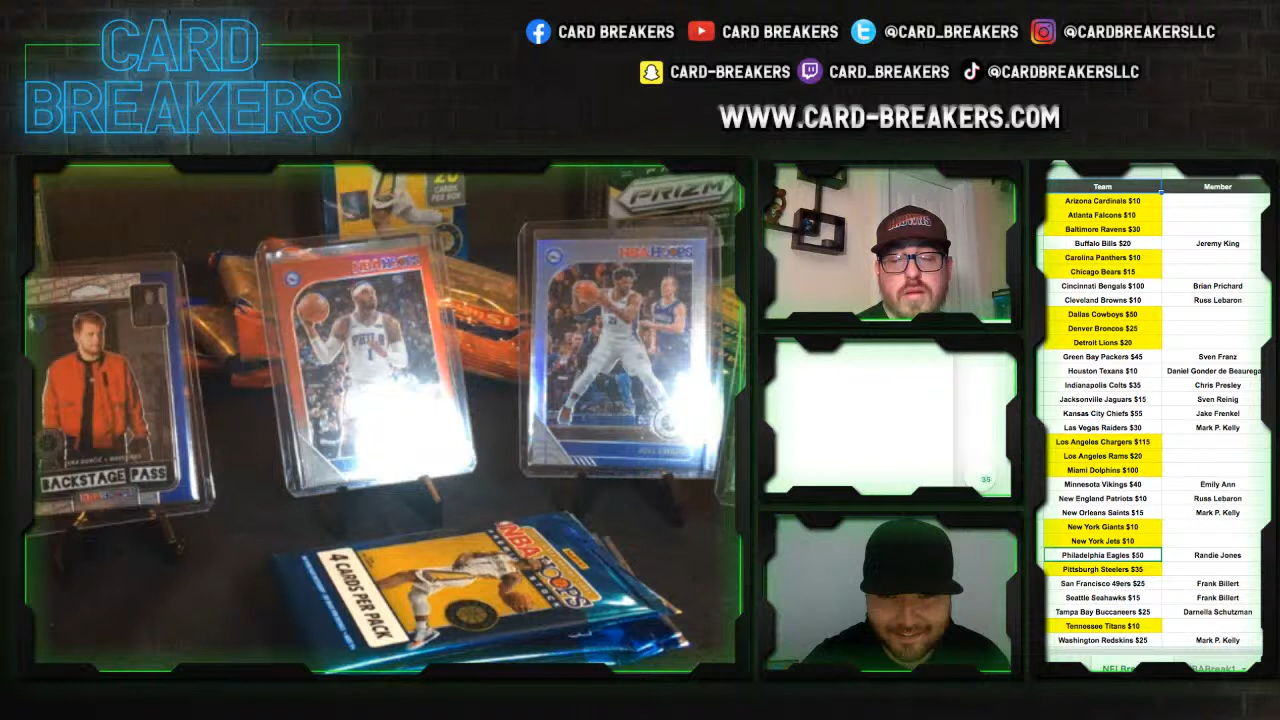 CARD
BREAKERS
CARD BREAKERS
CARD BREAKERS
@CARD_BREAKERS
@CARDBREAKERSLLC
CARD-BREAKERS
CARD_BREAKERS
@CARDBREAKERSLLC
WWW.CARD-BREAKERS.COM
20
CARDS
PER BOX
PRIZM
NBA HOOPS
NBA HOOPS
PHILA
1
BACKSTAGE PASS
4 CARDS PER PACK
PANINI
NBA HOOPS
BROWNS
35
Team Member
Arizona Cardinals $10
Atlanta Falcons $10
Baltimore Ravens $30
Buffalo Bills $20 Jeremy King
Carolina Panthers $10
Chicago Bears $15
Cincinnati Bengals $100 Brian Prichard
Cleveland Browns $10 Russ Lebaron
Dallas Cowboys $50
Denver Broncos $25
Detroit Lions $20
Green Bay Packers $45 Sven Franz
Houston Texans $10 Daniel Gonder de Beaurega
Indianapolis Colts $35 Chris Presley
Jacksonville Jaguars $15 Sven Reinig
Kansas City Chiefs $55 Jake Frenkel
Las Vegas Raiders $30 Mark P. Kelly
Los Angeles Chargers $115
Los Angeles Rams $20
Miami Dolphins $100
Minnesota Vikings $40 Emily Ann
New England Patriots $10 Russ Lebaron
New Orleans Saints $15 Mark P. Kelly
New York Giants $10
New York Jets $10
Philadelphia Eagles $50 Randie Jones
Pittsburgh Steelers $35
San Francisco 49ers $25 Frank Billert
Seattle Seahawks $15 Frank Billert
Tampa Bay Buccaneers $25 Darnella Schutzman
Tennessee Titans $10
Washington Redskins $25 Mark P. Kelly